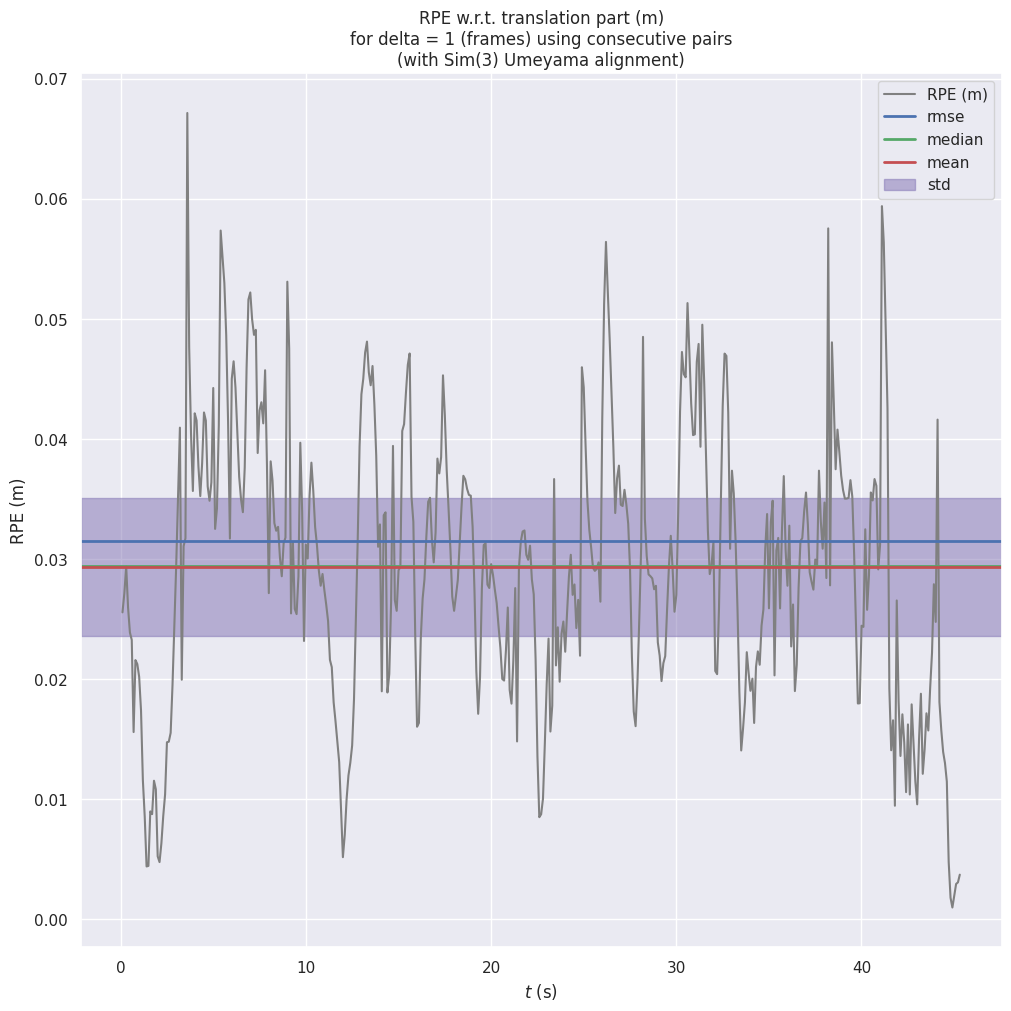 RPE w.r.t. translation part (m)
for delta = 1 (frames) using consecutive pairs
(with Sim(3) Umeyama alignment)
RPE (m)
rmse
median
mean
std
0.07
0.06
0.05
0.04
0.03
0.02
0.01
0.00
RPE (m)
0
10
20
30
40
t (s)